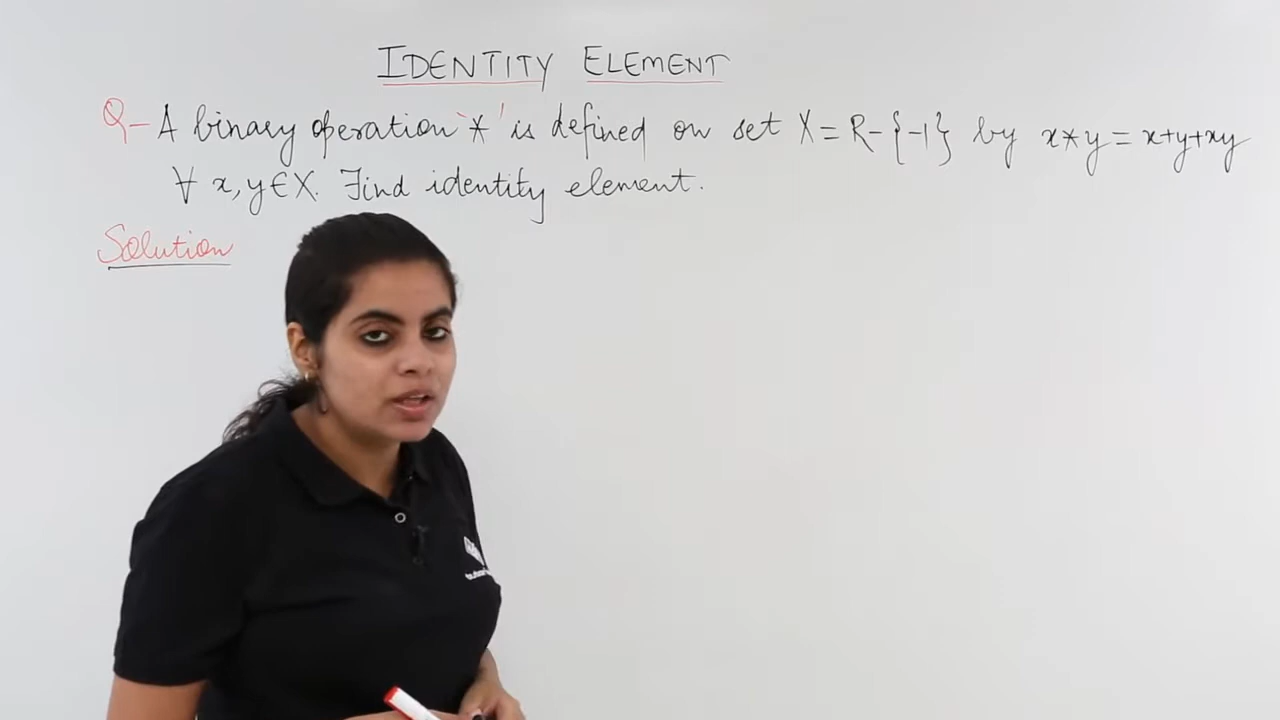 IDENTITY ELEMENT
Q- A binary operation '*' is defined on set X = R-{-1} by x*y = x+y+xy
∀ x, y ∈ X. Find identity element.
Solution